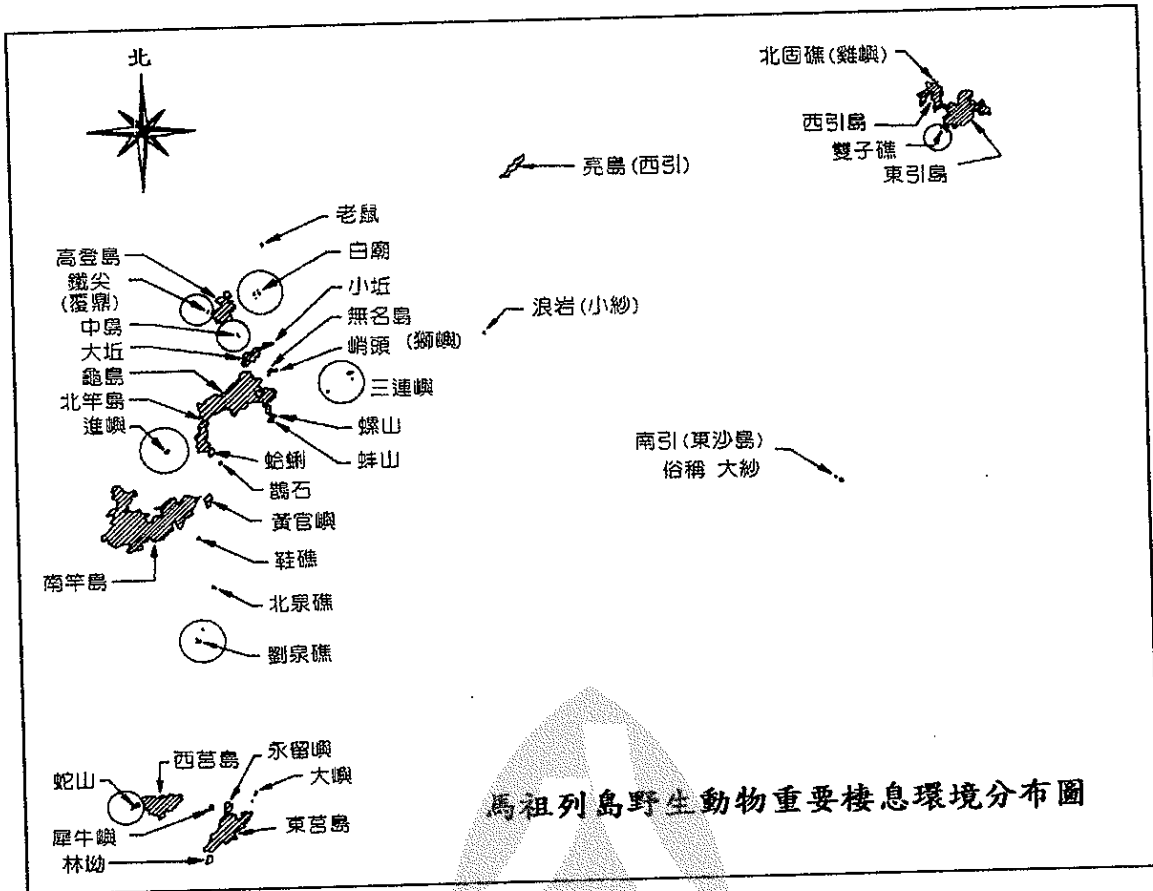 北
北固礁(雞嶼)
西引島
雙子礁
東引島
亮島(西引)
老鼠
高登島
白廟
鐵尖
(覆鼎)
小坵
中島
無名島
浪岩(小紗)
大坵
峭頭 (獅嶼)
龜島
三連嶼
北竿島
進嶼
螺山
蚌山
南引(東沙島)
俗稱 大紗
蛤蜊
鵲石
黃官嶼
鞋礁
南竿島
北泉礁
劉泉礁
永留嶼
西莒島
大嶼
蛇山
馬祖列島野生動物重要棲息環境分布圖
東莒島
犀牛嶼
林坳